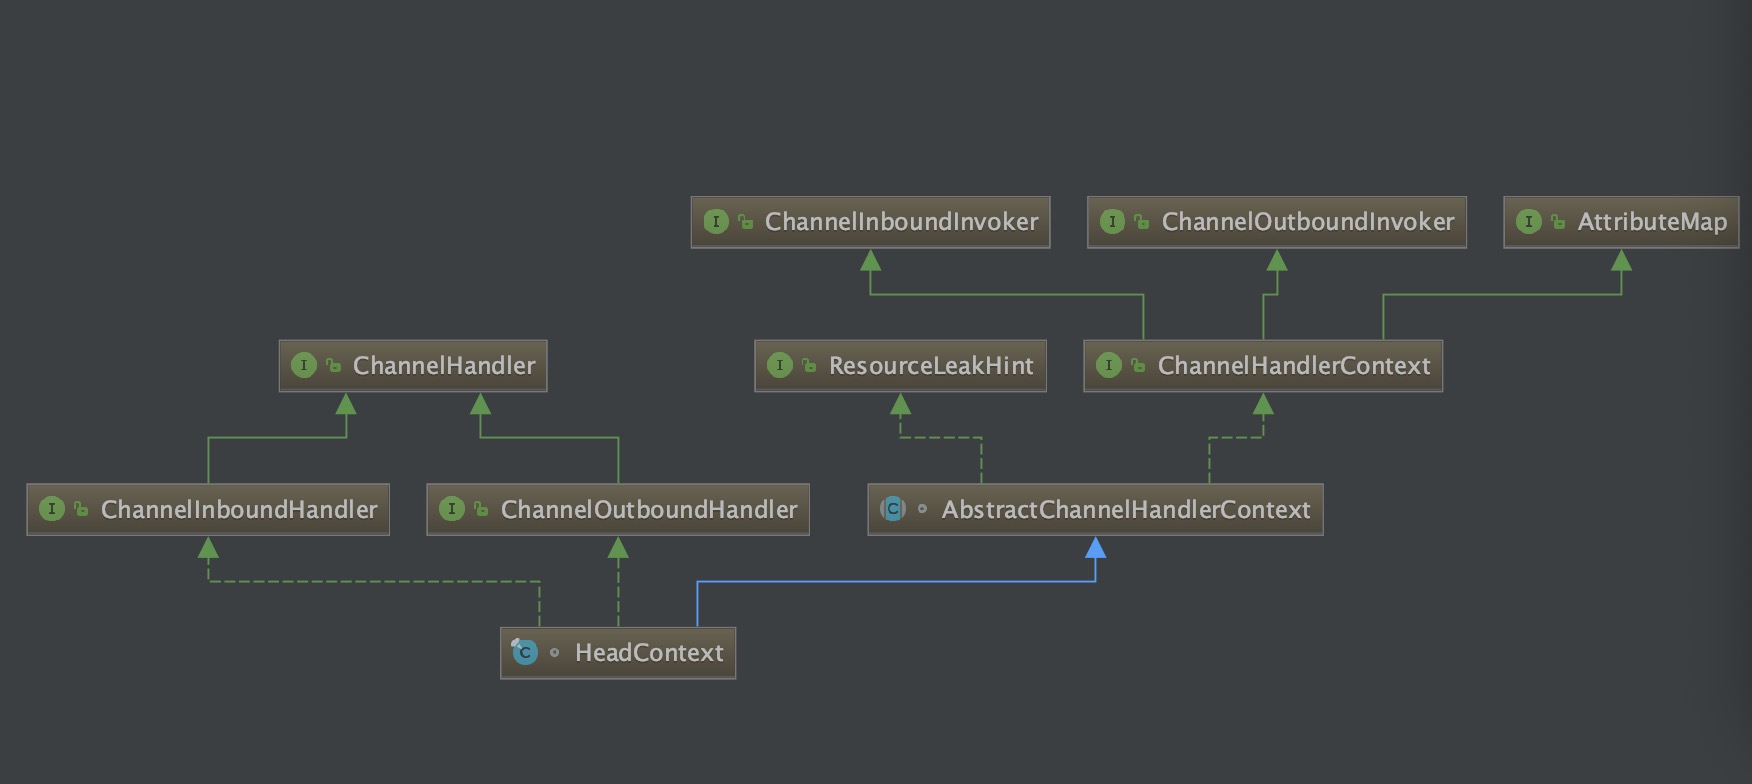 I ChannelInboundInvoker
I ChannelOutboundInvoker
I AttributeMap
I ChannelHandler
I ResourceLeakHint
I ChannelHandlerContext
I ChannelInboundHandler
I ChannelOutboundHandler
C AbstractChannelHandlerContext
C HeadContext